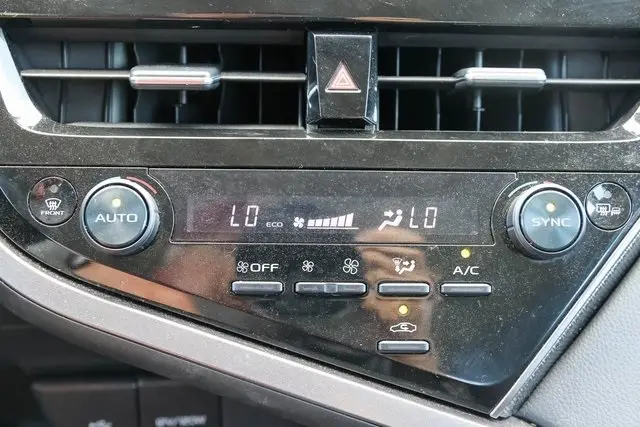 FRONT
AUTO
LO ECO LO
SYNC
OFF
A/C